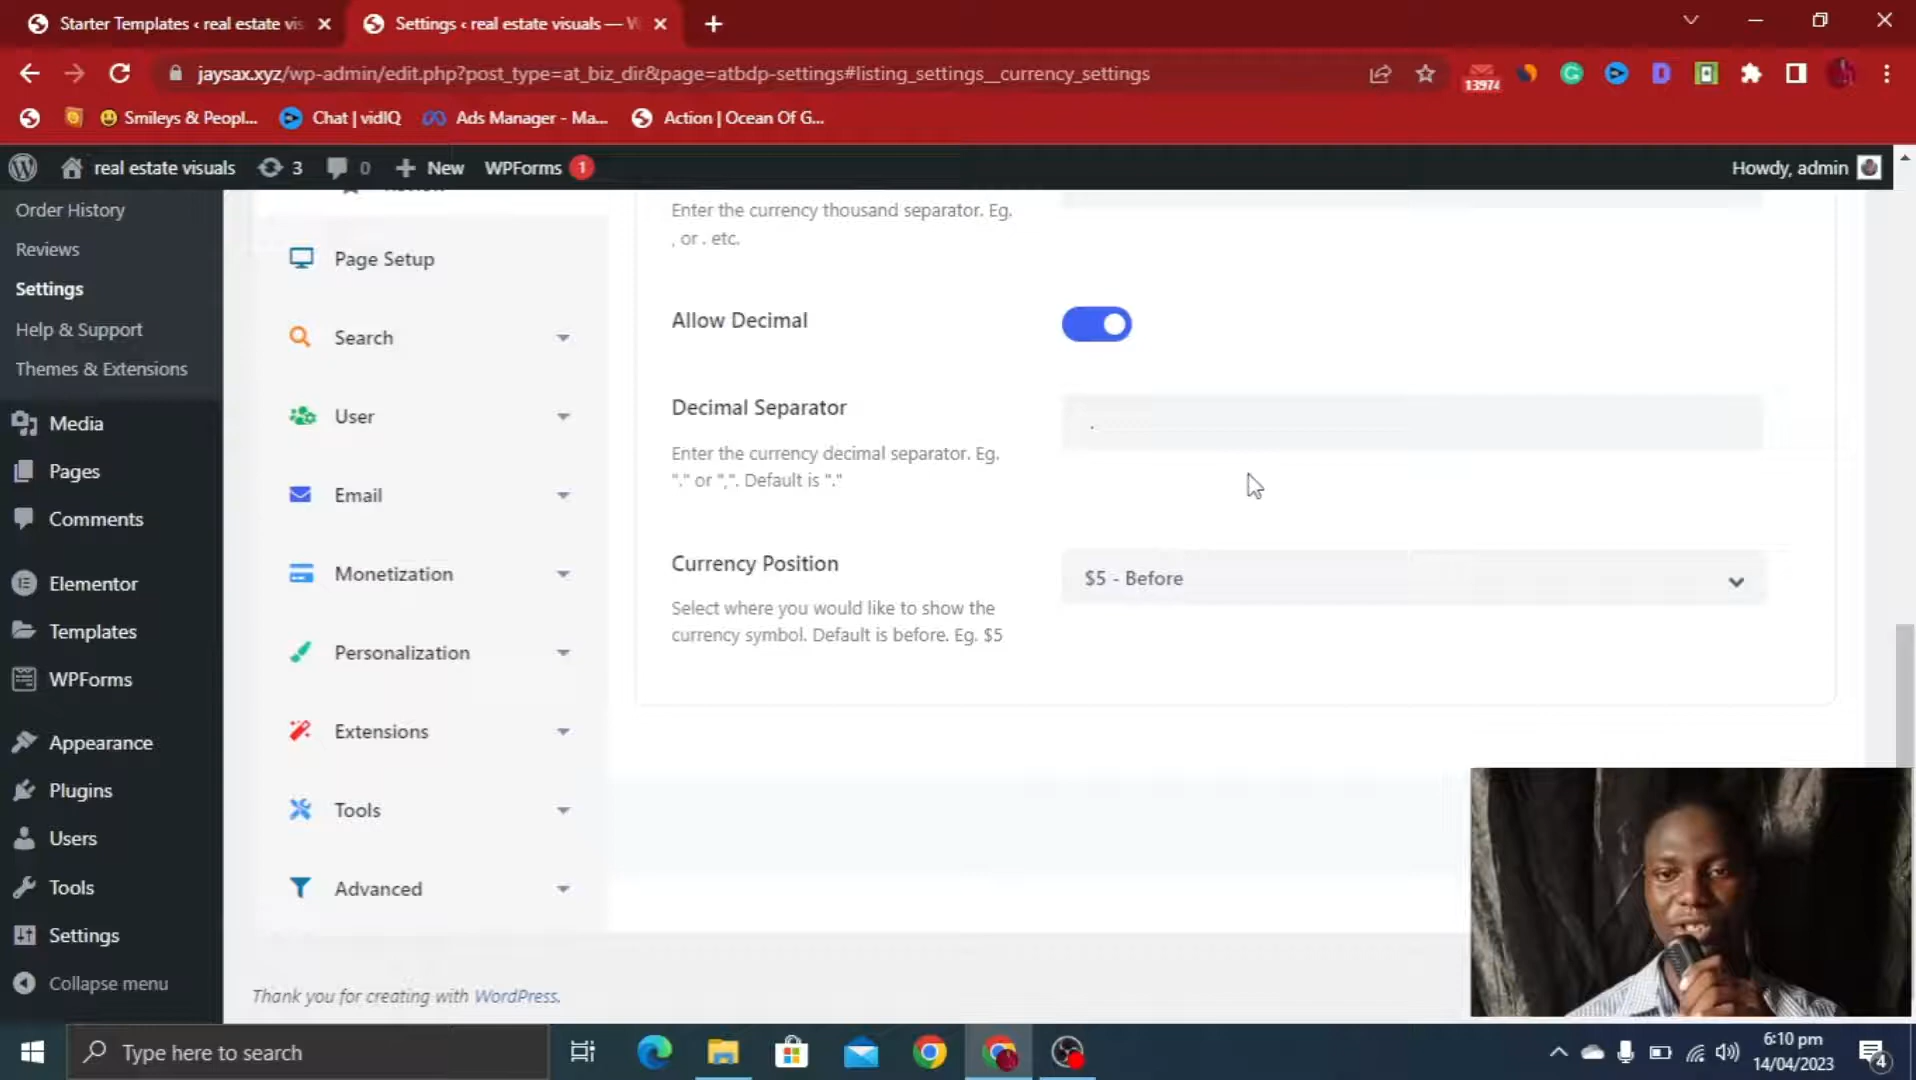 Starter Templates ‹ real estate vis
Settings ‹ real estate visuals — W
jaysax.xyz/wp-admin/edit.php?post_type=at_biz_dir&page=atbdp-settings#listing_settings__currency_settings
13974
Smileys & Peopl...
Chat | vidIQ
Ads Manager - Ma...
Action | Ocean Of G...
real estate visuals
3
0
New
WPForms 1
Howdy, admin
Order History
Reviews
Settings
Help & Support
Themes & Extensions
Media
Pages
Comments
Elementor
Templates
WPForms
Appearance
Plugins
Users
Tools
Settings
Collapse menu
Review
Page Setup
Search
User
Email
Monetization
Personalization
Extensions
Tools
Advanced
Enter the currency thousand separator. Eg.
, or . etc.
Allow Decimal
Decimal Separator
.
Enter the currency decimal separator. Eg.
"." or ",". Default is "."
Currency Position
$5 - Before
Select where you would like to show the
currency symbol. Default is before. Eg. $5
Thank you for creating with WordPress.
Type here to search
6:10 pm
14/04/2023
4